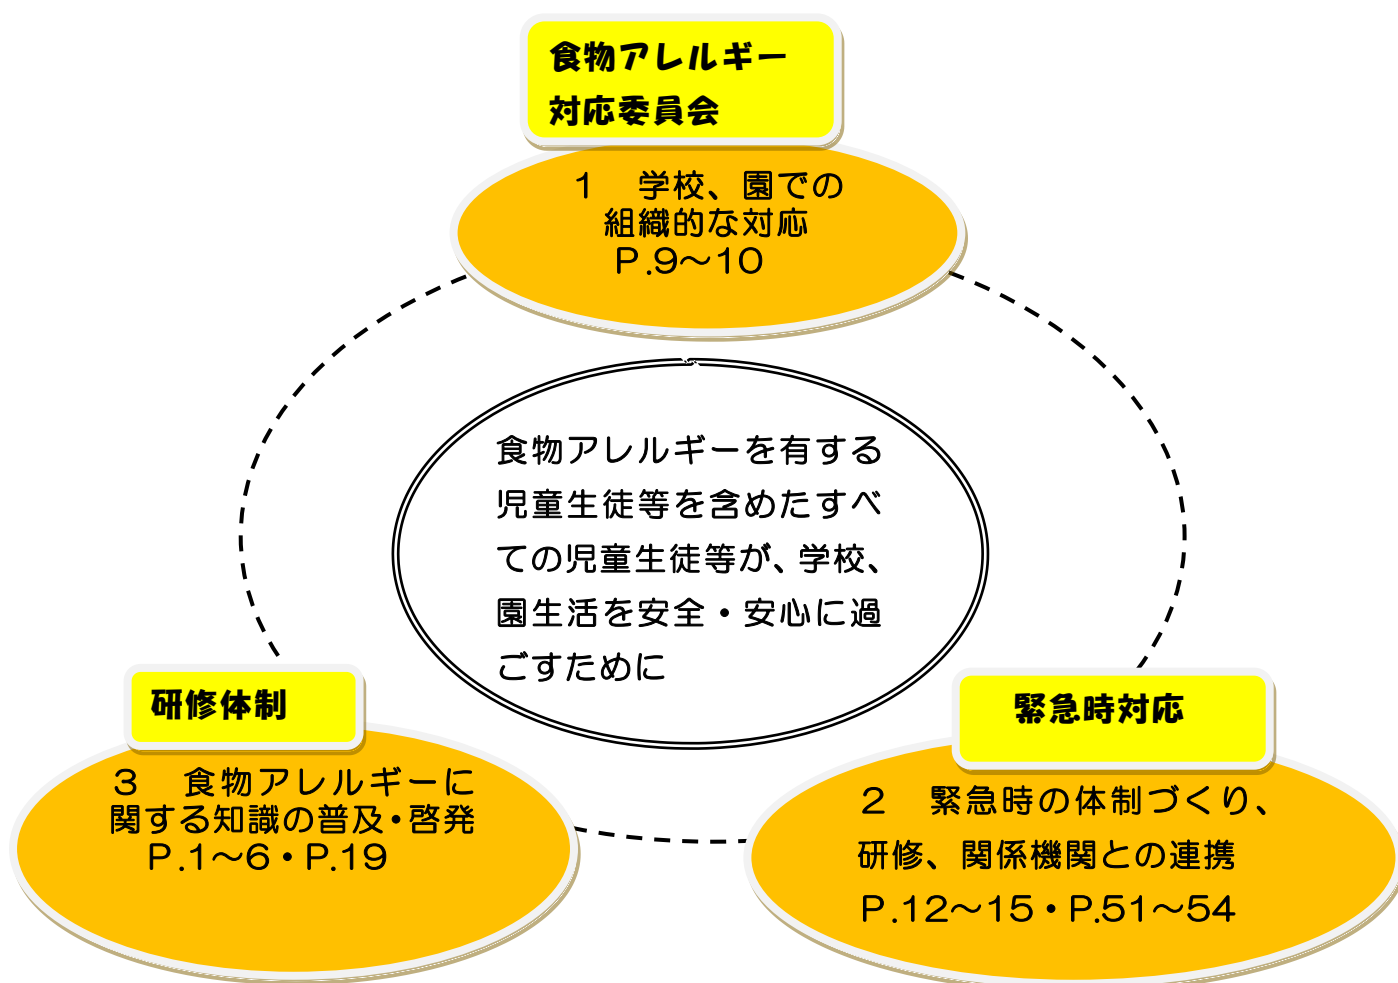 食物アレルギー
対応委員会
１　学校、園での
組織的な対応
Ｐ.9～10
食物アレルギーを有する
児童生徒等を含めたすべ
ての児童生徒等が、学校、
園生活を安全・安心に過
ごすために
研修体制
３　食物アレルギーに
関する知識の普及・啓発
Ｐ.1～6・Ｐ.19
緊急時対応
２　緊急時の体制づくり、
研修、関係機関との連携
Ｐ.12～15・Ｐ.51～54